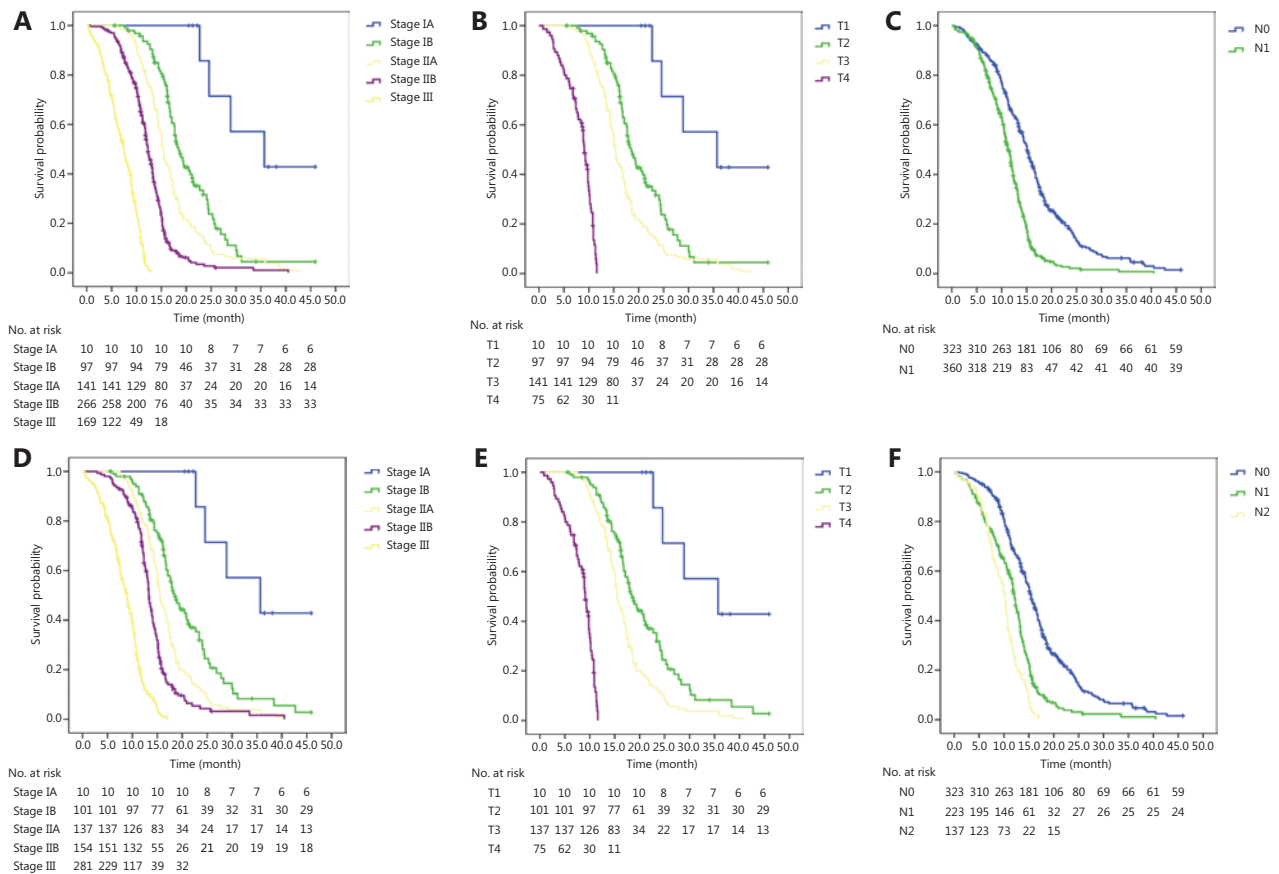 A
Survival probability
1.0
0.8
0.6
0.4
0.2
0.0
0.0 5.0 10.0 15.0 20.0 25.0 30.0 35.0 40.0 45.0 50.0
Time (month)
Stage IA
Stage IB
Stage IIA
Stage IIB
Stage III
No. at risk
Stage IA 10 10 10 10 10 8 7 7 6 6
Stage IB 97 97 94 79 46 37 31 28 28 28
Stage IIA 141 141 129 80 37 24 20 20 16 14
Stage IIB 266 258 200 76 40 35 34 33 33 33
Stage III 169 122 49 18
B
Survival probability
1.0
0.8
0.6
0.4
0.2
0.0
0.0 5.0 10.0 15.0 20.0 25.0 30.0 35.0 40.0 45.0 50.0
Time (month)
T1
T2
T3
T4
No. at risk
T1 10 10 10 10 10 8 7 7 6 6
T2 97 97 94 79 46 37 31 28 28 28
T3 141 141 129 80 37 24 20 20 16 14
T4 75 62 30 11
C
Survival probability
1.0
0.8
0.6
0.4
0.2
0.0
0.0 5.0 10.0 15.0 20.0 25.0 30.0 35.0 40.0 45.0 50.0
Time (month)
N0
N1
No. at risk
N0 323 310 263 181 106 80 69 66 61 59
N1 360 318 219 83 47 42 41 40 40 39
D
Survival probability
1.0
0.8
0.6
0.4
0.2
0.0
0.0 5.0 10.0 15.0 20.0 25.0 30.0 35.0 40.0 45.0 50.0
Time (month)
Stage IA
Stage IB
Stage IIA
Stage IIB
Stage III
No. at risk
Stage IA 10 10 10 10 10 8 7 7 6 6
Stage IB 101 101 97 77 61 39 32 31 30 29
Stage IIA 137 137 126 83 34 24 17 17 14 13
Stage IIB 154 151 132 55 26 21 20 19 19 18
Stage III 281 229 117 39 32
E
Survival probability
1.0
0.8
0.6
0.4
0.2
0.0
0.0 5.0 10.0 15.0 20.0 25.0 30.0 35.0 40.0 45.0 50.0
Time (month)
T1
T2
T3
T4
No. at risk
T1 10 10 10 10 10 8 7 7 6 6
T2 101 101 97 77 61 39 32 31 30 29
T3 137 137 126 83 34 22 17 17 14 13
T4 75 62 30 11
F
Survival probability
1.0
0.8
0.6
0.4
0.2
0.0
0.0 5.0 10.0 15.0 20.0 25.0 30.0 35.0 40.0 45.0 50.0
Time (month)
N0
N1
N2
No. at risk
N0 323 310 263 181 106 80 69 66 61 59
N1 223 195 146 61 32 27 26 25 25 24
N2 137 123 73 22 15